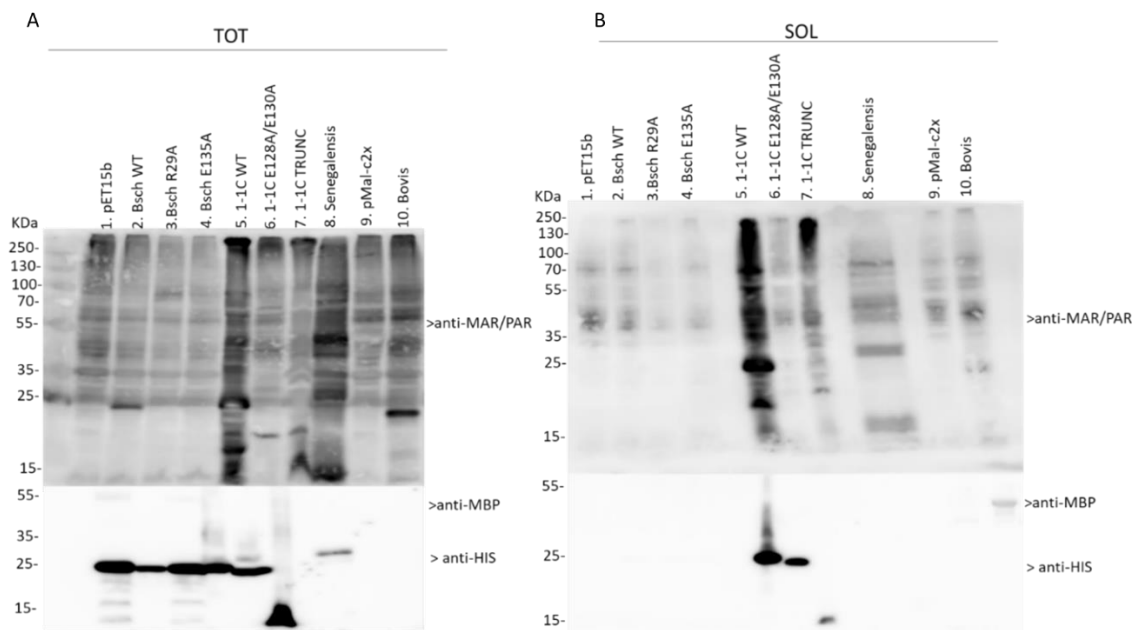 A
TOT
1. pET15b
2. Bsch WT
3.Bsch R29A
4. Bsch E135A
5. 1-1C WT
6. 1-1C E128A/E130A
7. 1-1C TRUNC
8. Senegalensis
9. pMal-c2x
10. Bovis
KDa
250-
130-
100-
70-
55-
35-
25-
15-
>anti-MAR/PAR
55-
35-
25-
15-
>anti-MBP
> anti-HIS
B
SOL
1. pET15b
2. Bsch WT
3.Bsch R29A
4. Bsch E135A
5. 1-1C WT
6. 1-1C E128A/E130A
7. 1-1C TRUNC
8. Senegalensis
9. pMal-c2x
10. Bovis
KDa
250-
130-
100-
70-
55-
35-
25-
15-
>anti-MAR/PAR
55-
25-
15-
>anti-MBP
> anti-HIS